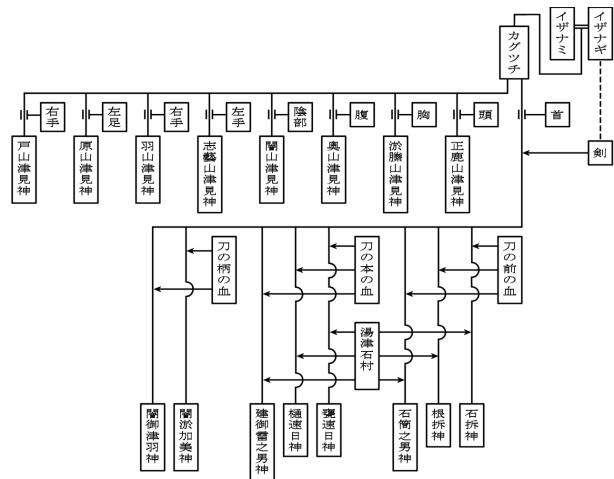 イザナギ
イザナミ
カグツチ
首
頭
胸
腹
陰部
左手
右手
左足
右手
剣
正鹿山津見神
淤縢山津見神
奥山津見神
闇山津見神
志藝山津見神
羽山津見神
原山津見神
戸山津見神
刀の前の血
刀の本の血
刀の柄の血
湯津石村
石拆神
根拆神
石筒之男神
甕速日神
樋速日神
建御雷之男神
闇淤加美神
闇御津羽神